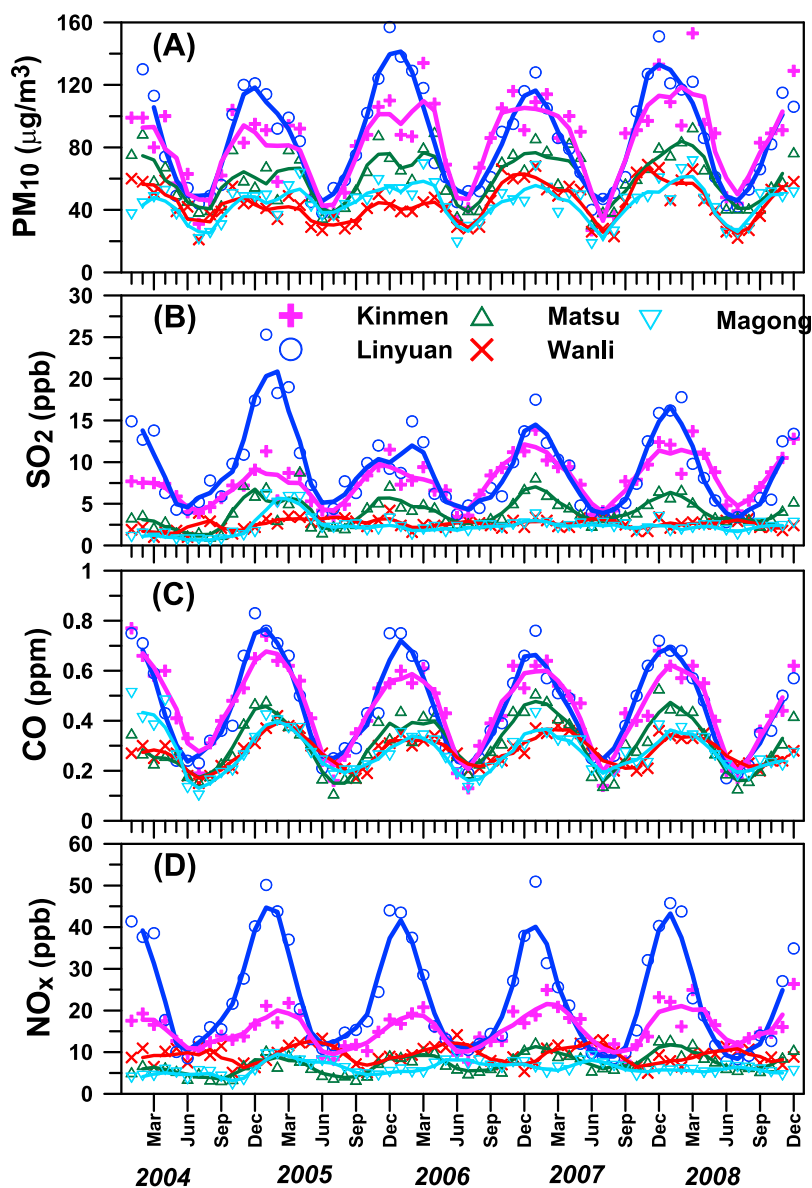 160
(A)
120
80
40
0
PM10 (µg/m3)
30
(B)
25
20
15
10
5
0
SO2 (ppb)
Kinmen
Matsu
Magong
Linyuan
Wanli
1
(C)
0.8
0.6
0.4
0.2
0
CO (ppm)
60
(D)
50
40
30
20
10
0
NOx (ppb)
Mar Jun Sep Dec Mar Jun Sep Dec Mar Jun Sep Dec Mar Jun Sep Dec Mar Jun Sep Dec
2004 2005 2006 2007 2008